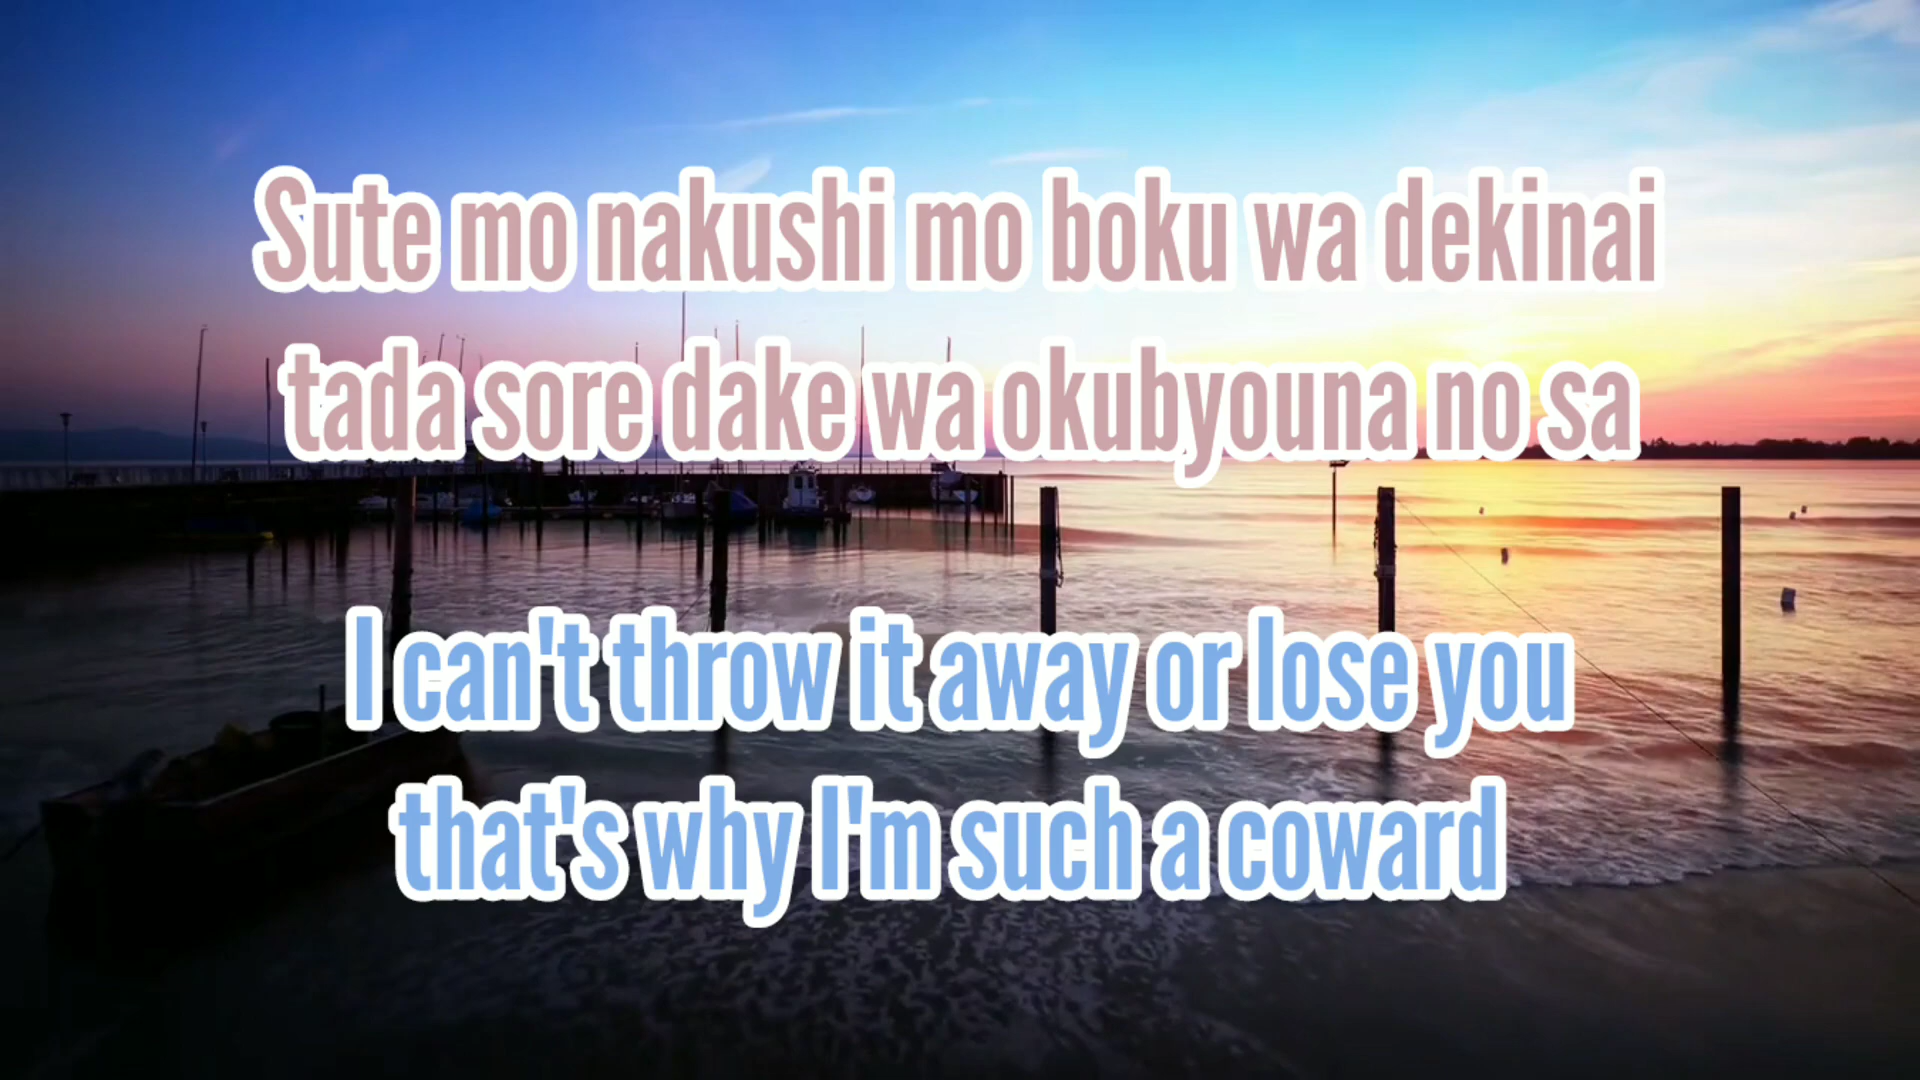 Sute mo nakushi mo boku wa dekinai
tada sore dake wa okubyouna no sa
I can't throw it away or lose you
that's why I'm such a coward